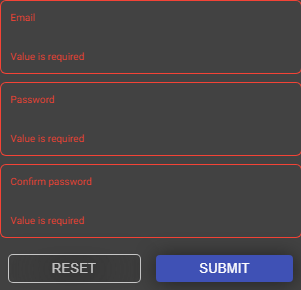 Email
Value is required
Password
Value is required
Confirm password
Value is required
RESET SUBMIT